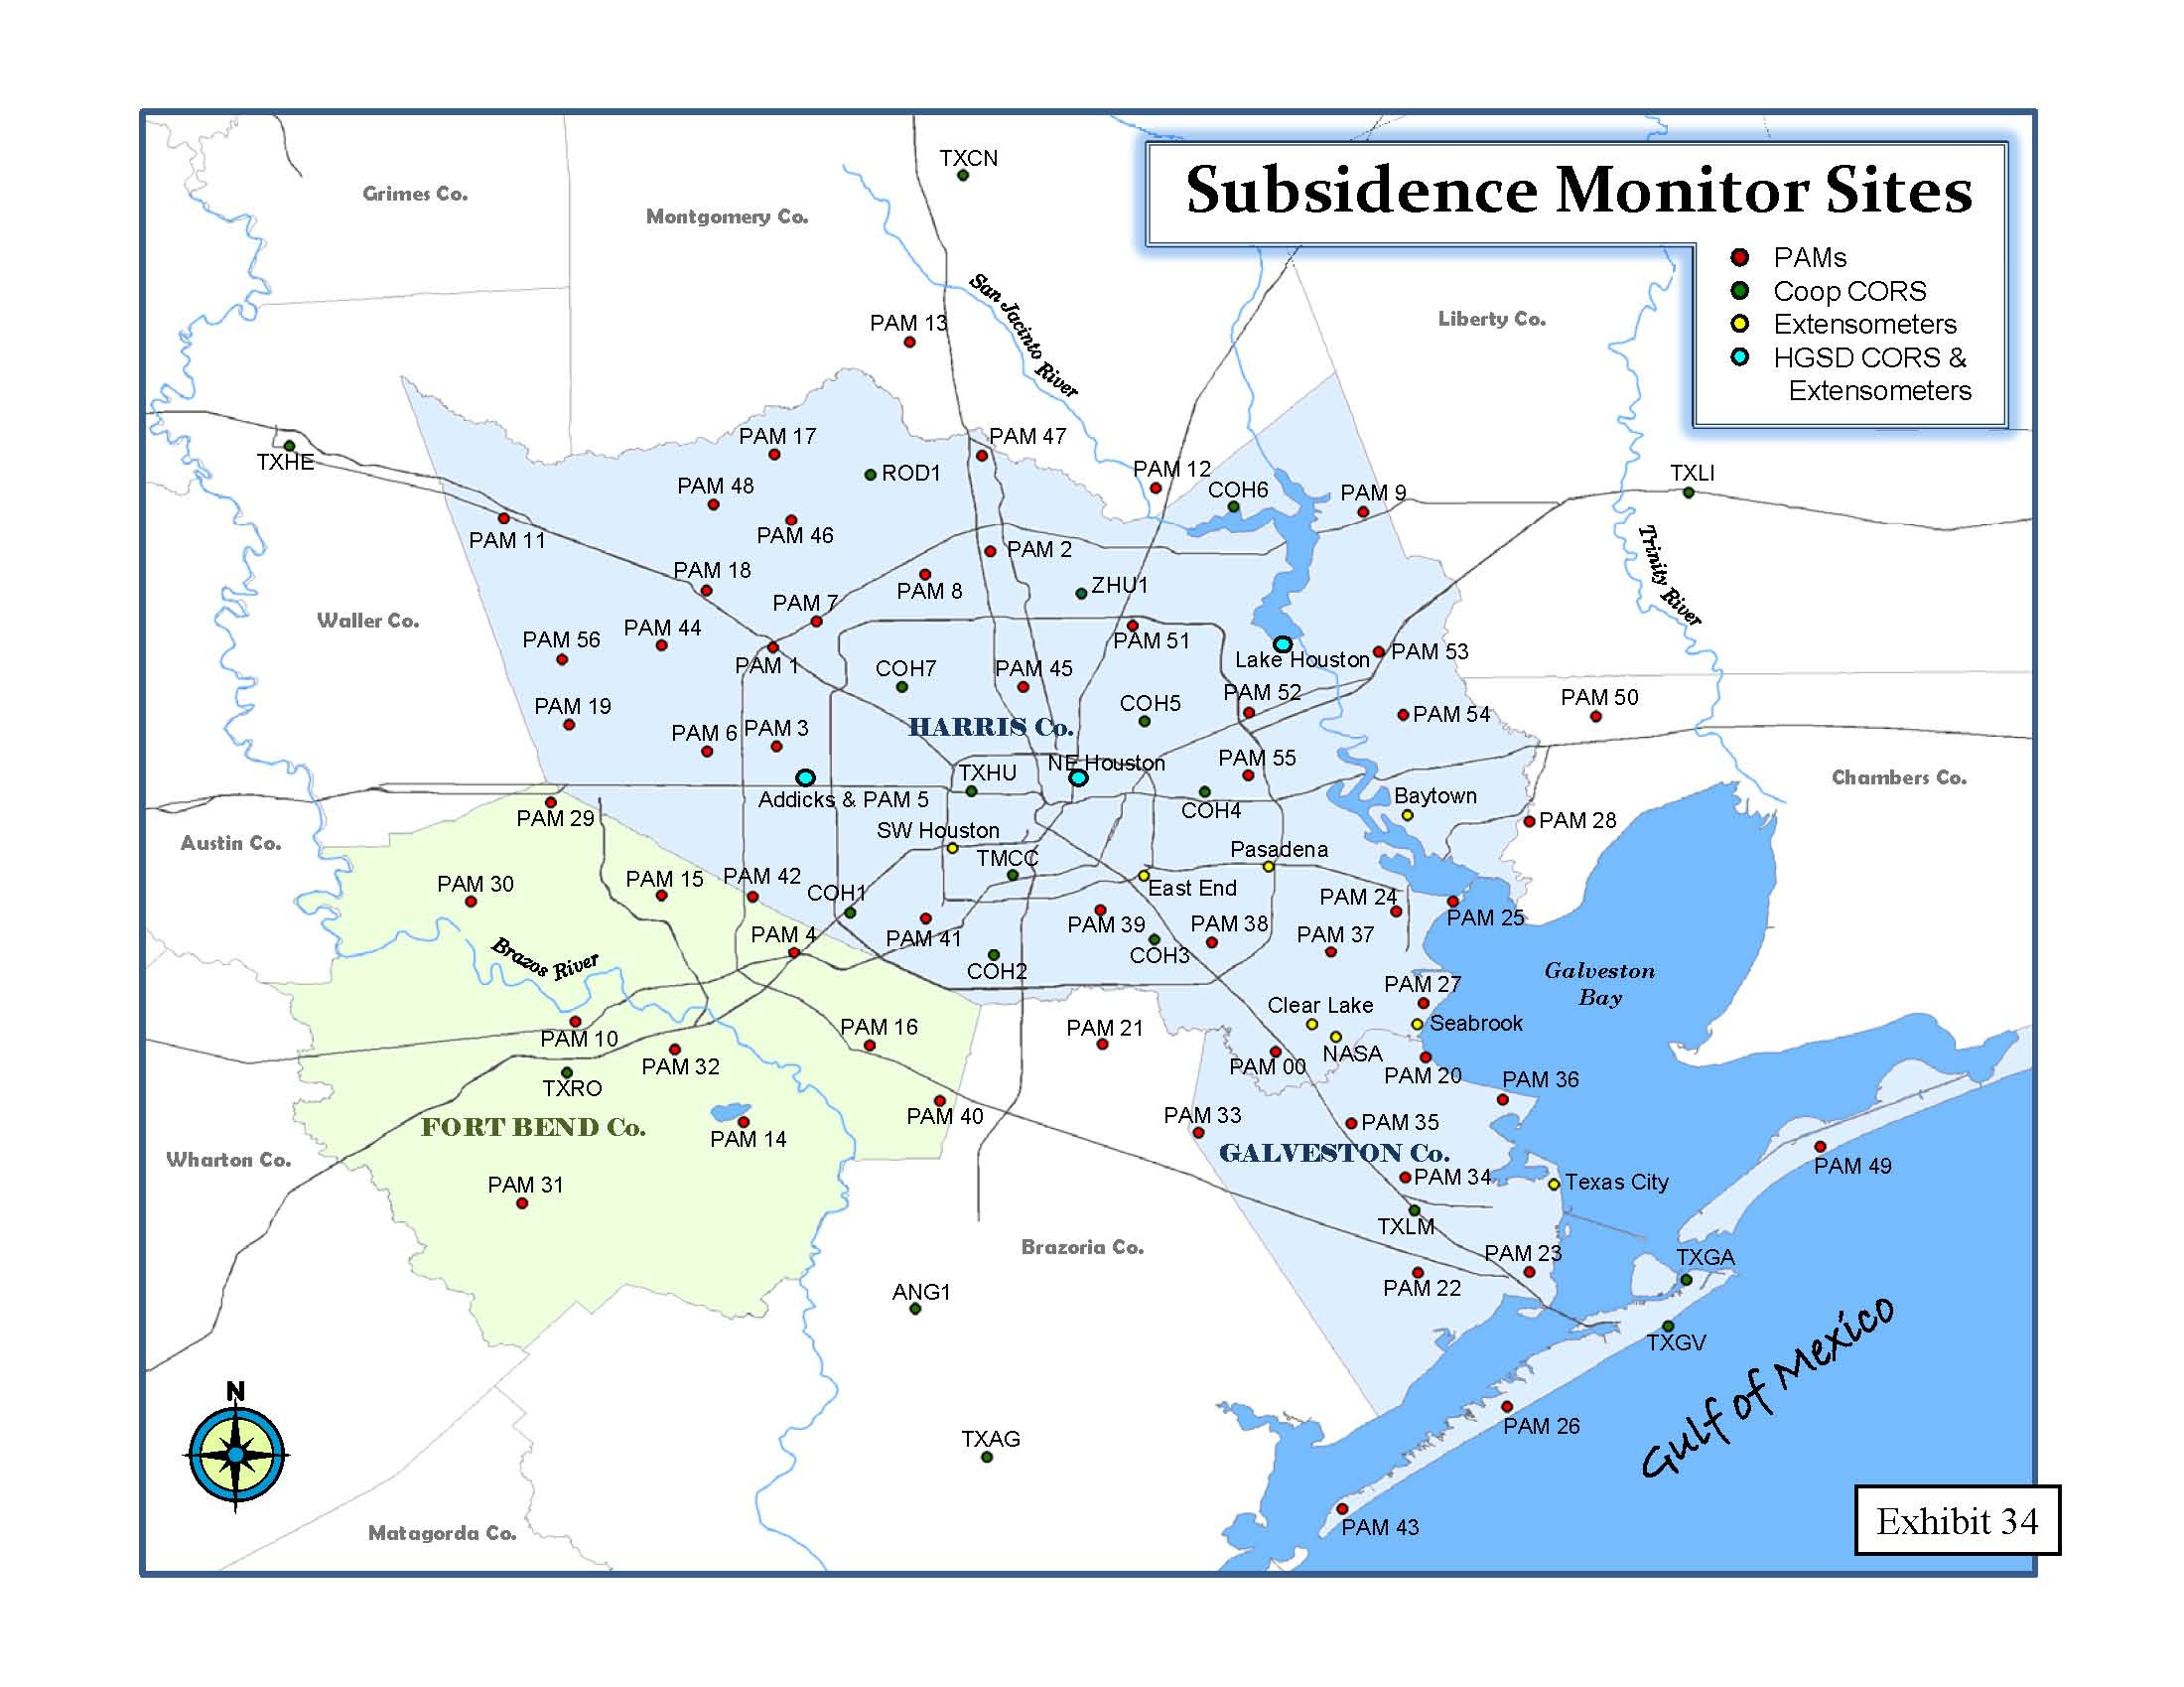 Subsidence Monitor Sites
PAMs
Coop CORS
Extensometers
HGSD CORS &
Extensometers
TXCN
Grimes Co.
Montgomery Co.
San Jacinto River
Liberty Co.
PAM 13
PAM 17
PAM 47
TXHE
ROD1
PAM 12
TXLI
PAM 48
COH6
PAM 9
PAM 11
PAM 46
PAM 2
Trinity River
PAM 18
PAM 8
ZHU1
PAM 7
Waller Co.
PAM 56
PAM 44
PAM 51
PAM 1
Lake Houston
PAM 53
COH7
PAM 45
PAM 52
PAM 50
PAM 19
COH5
PAM 54
PAM 6
PAM 3
HARRIS Co.
PAM 55
TXHU
NE Houston
Chambers Co.
Addicks & PAM 5
COH4
Baytown
PAM 29
PAM 28
SW Houston
Austin Co.
Pasadena
TMCC
PAM 30
PAM 15
PAM 42
COH1
East End
PAM 24
PAM 25
PAM 41
PAM 39
PAM 38
PAM 4
PAM 37
Brazos River
COH2
COH3
Galveston
Bay
PAM 27
Clear Lake
PAM 16
PAM 21
Seabrook
PAM 10
NASA
PAM 32
PAM 00
PAM 20
PAM 36
TXRO
PAM 40
PAM 33
PAM 35
FORT BEND Co.
PAM 14
GALVESTON Co.
Wharton Co.
PAM 49
PAM 34
Texas City
PAM 31
TXLM
Brazoria Co.
PAM 23
TXGA
PAM 22
ANG1
TXGV
Gulf of Mexico
N
PAM 26
TXAG
Matagorda Co.
PAM 43
Exhibit 34